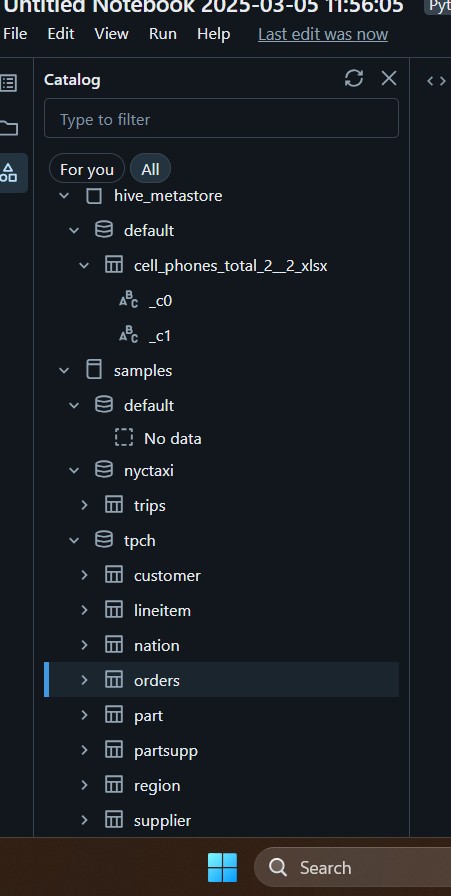 Untitled Notebook 2025-03-05 11:56:05
File Edit View Run Help Last edit was now
Catalog
Type to filter
For you All
hive_metastore
default
cell_phones_total_2__2_xlsx
_c0
_c1
samples
default
No data
nyctaxi
trips
tpch
customer
lineitem
nation
orders
part
partsupp
region
supplier
Search